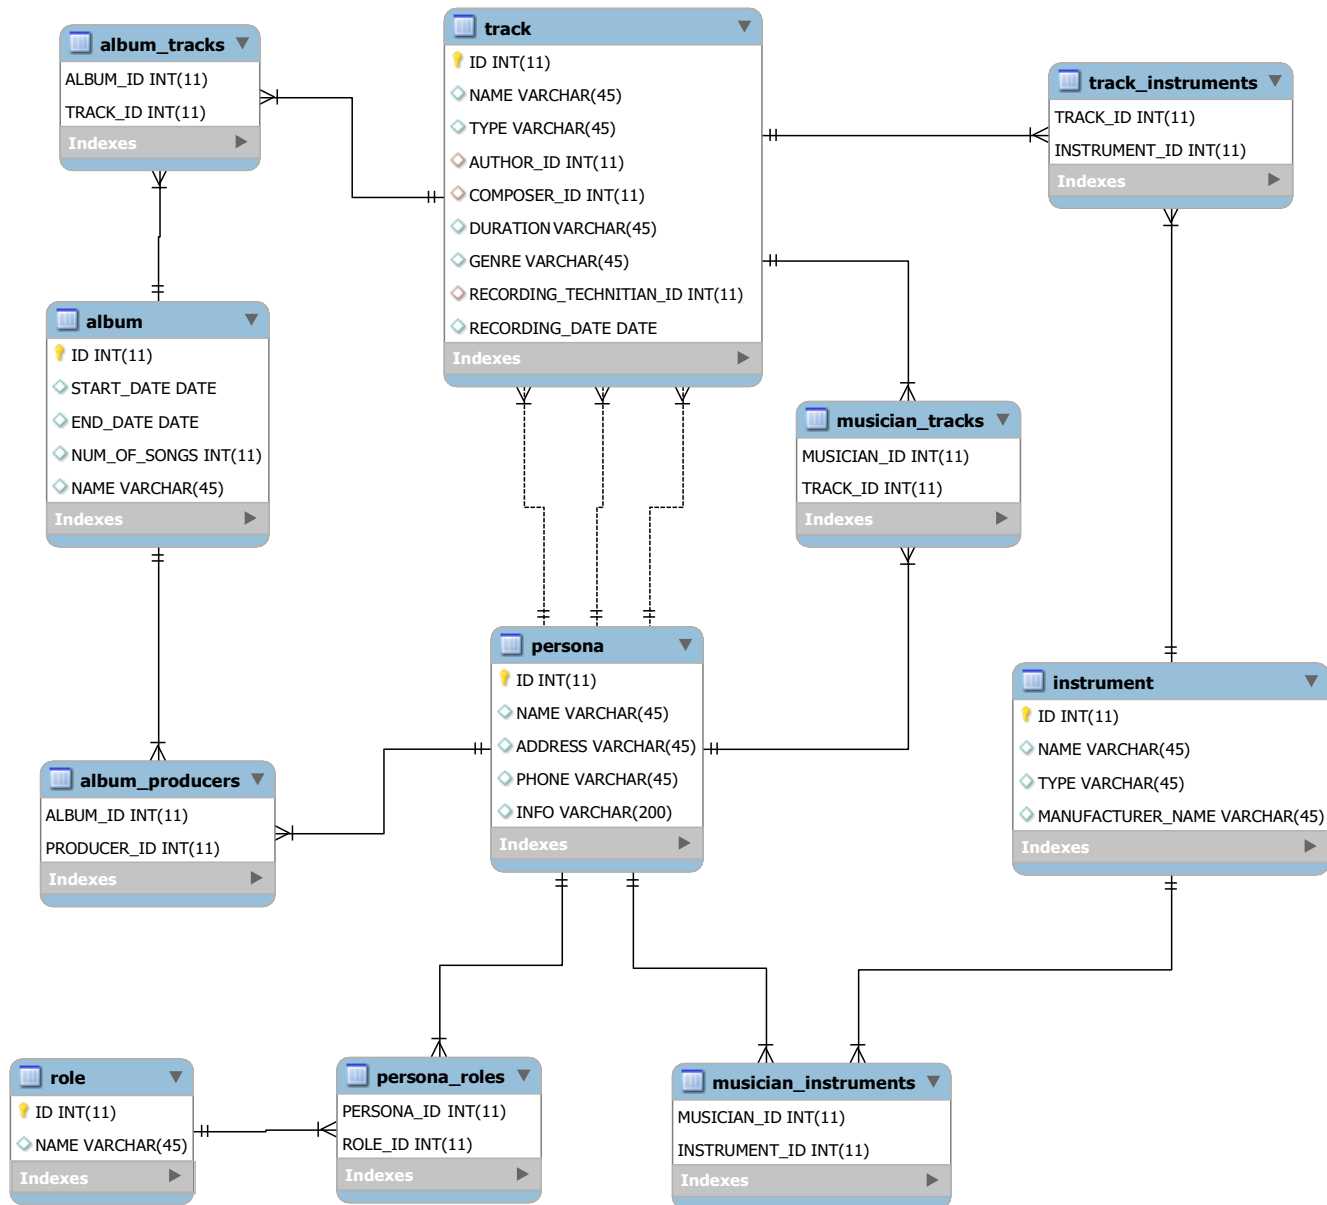 album_tracks
ALBUM_ID INT(11)
TRACK_ID INT(11)
Indexes
track
ID INT(11)
NAME VARCHAR(45)
TYPE VARCHAR(45)
AUTHOR_ID INT(11)
COMPOSER_ID INT(11)
DURATION VARCHAR(45)
GENRE VARCHAR(45)
RECORDING_TECHNITIAN_ID INT(11)
RECORDING_DATE DATE
Indexes
track_instruments
TRACK_ID INT(11)
INSTRUMENT_ID INT(11)
Indexes
album
ID INT(11)
START_DATE DATE
END_DATE DATE
NUM_OF_SONGS INT(11)
NAME VARCHAR(45)
Indexes
musician_tracks
MUSICIAN_ID INT(11)
TRACK_ID INT(11)
Indexes
persona
ID INT(11)
NAME VARCHAR(45)
ADDRESS VARCHAR(45)
PHONE VARCHAR(45)
INFO VARCHAR(200)
Indexes
instrument
ID INT(11)
NAME VARCHAR(45)
TYPE VARCHAR(45)
MANUFACTURER_NAME VARCHAR(45)
Indexes
album_producers
ALBUM_ID INT(11)
PRODUCER_ID INT(11)
Indexes
role
ID INT(11)
NAME VARCHAR(45)
Indexes
persona_roles
PERSONA_ID INT(11)
ROLE_ID INT(11)
Indexes
musician_instruments
MUSICIAN_ID INT(11)
INSTRUMENT_ID INT(11)
Indexes